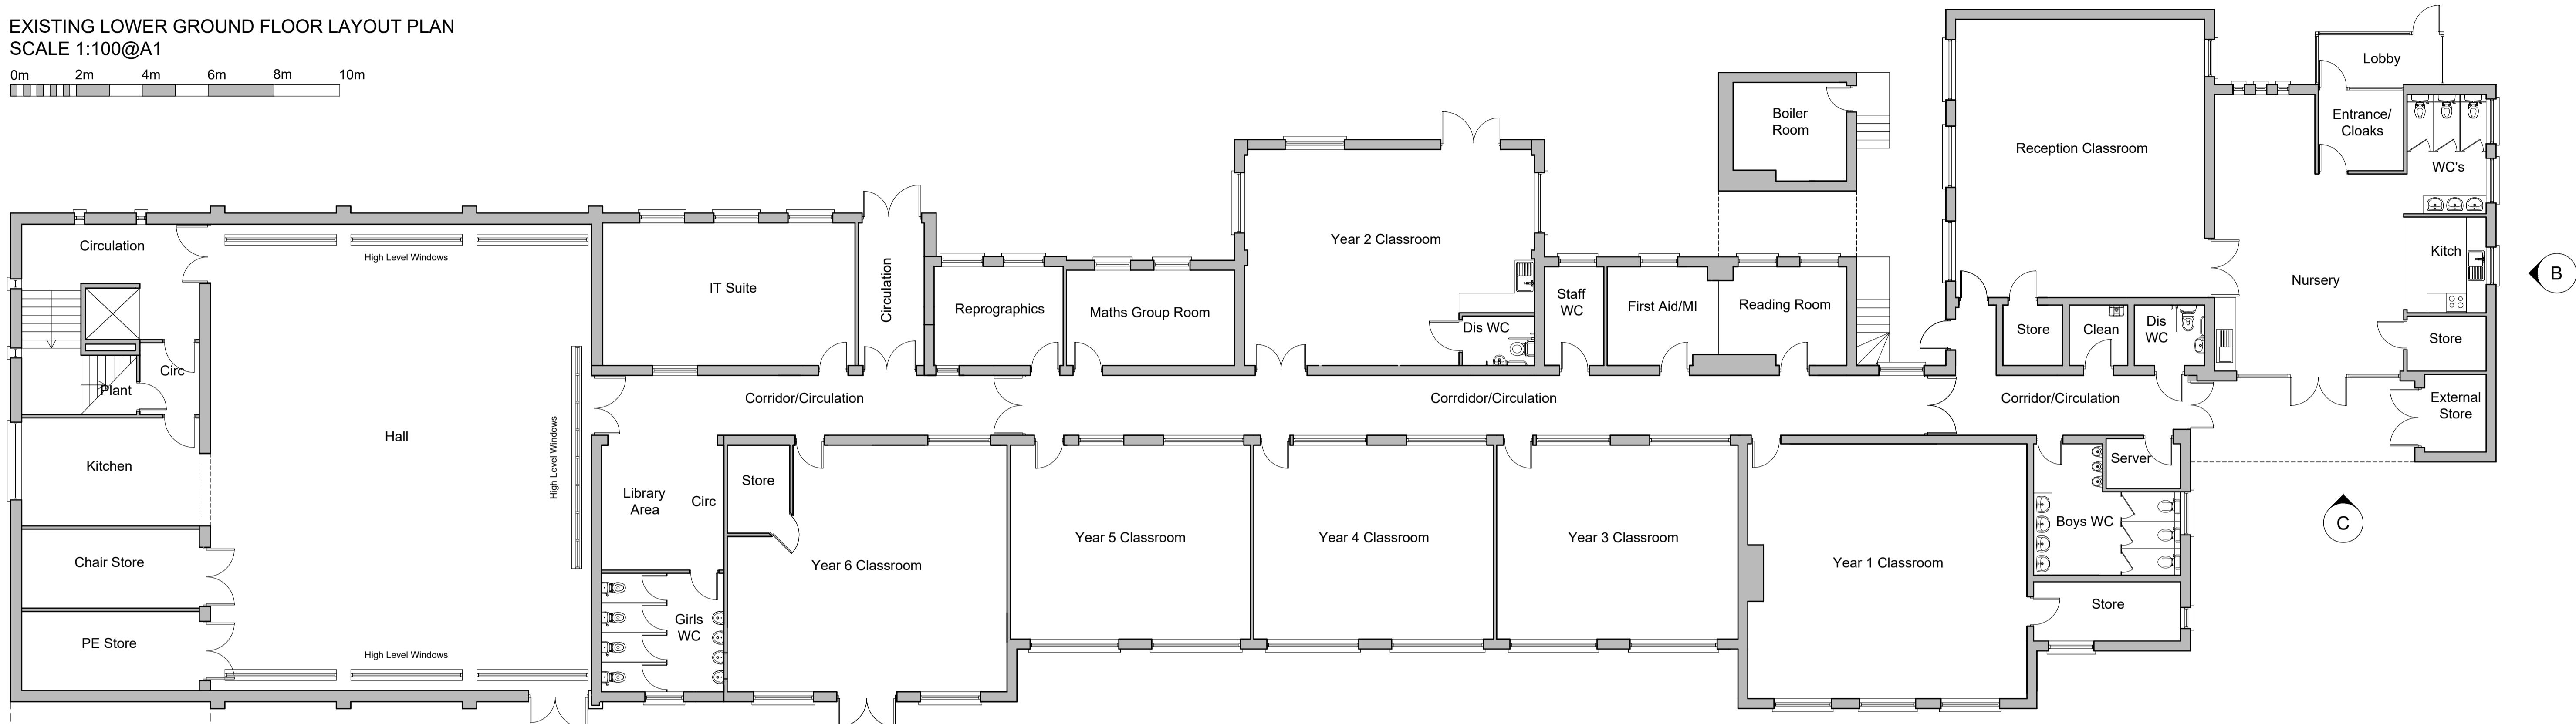 EXISTING LOWER GROUND FLOOR LAYOUT PLAN
SCALE 1:100@A1
0m 2m 4m 6m 8m 10m
Lobby
Boiler
Room
Entrance/
Cloaks
Reception Classroom
WC's
Circulation
High Level Windows
IT Suite
Circulation
Reprographics
Maths Group Room
Year 2 Classroom
Dis WC
Staff
WC
First Aid/MI
Reading Room
Store
Clean
Dis
WC
Nursery
Kitch
Store
B
Circ
Plant
Corridor/Circulation
Corrdidor/Circulation
Corridor/Circulation
External
Store
Hall
High Level Windows
Kitchen
Library
Area
Circ
Store
Server
Boys WC
C
Chair Store
Year 6 Classroom
Year 5 Classroom
Year 4 Classroom
Year 3 Classroom
Year 1 Classroom
Store
PE Store
High Level Windows
Girls
WC